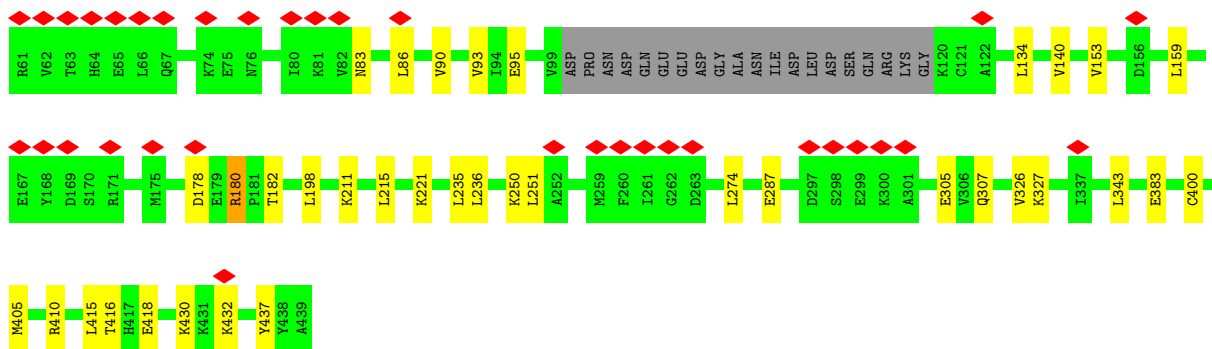 R61 V62 T63 H64 E65 L66 Q67 K74 E75 N76 I80 K81 V82 N83 L86 V90 V93 I94 E95 V99 ASP PRO ASN ASP GLN GLU GLU ASP GLY ALA ASN ILE ASP LEU ASP SER GLN ARG LYS GLY K120 C121 A122 L134 V140 V153 D156 L159
E167 Y168 D169 S170 R171 M175 D178 E179 R180 P181 T182 L198 K211 L215 K221 L235 L236 K250 L251 A252 M259 F260 I261 G262 D263 L274 E287 D297 S298 E299 K300 A301 E305 V306 Q307 V326 K327 I337 L343 E383 C400
M405 R410 L415 T416 H417 E418 K430 K431 K432 Y437 Y438 A439